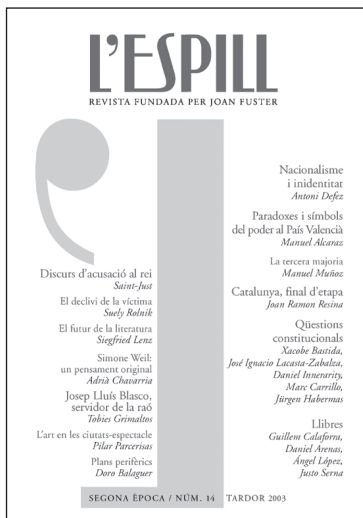 L'ESPILL
REVISTA FUNDADA PER JOAN FUSTER
Discurs d'acusació al rei
Saint-Just
El declivi de la víctima
Suely Rolnik
El futur de la literatura
Siegfried Lenz
Simone Weil:
un pensament original
Adrià Chavarria
Josep Lluís Blasco,
servidor de la raó
Tobies Grimaltos
L'art en les ciutats-espectacle
Pilar Parcerisas
Plans perifèrics
Doro Balaguer
Nacionalisme
i inidentitat
Antoni Defez
Paradoxes i símbols
del poder al País Valencià
Manuel Alcaraz
La tercera majoria
Manuel Muñoz
Catalunya, final d'etapa
Joan Ramon Resina
Qüestions
constitucionals
Xacobe Bastida,
José Ignacio Lacasta-Zabalza,
Daniel Innerarity,
Marc Carrillo,
Jürgen Habermas
Llibres
Guillem Calaforra,
Daniel Arenas,
Ángel López,
Justo Serna
SEGONA ÈPOCA / NÚM. 14 TARDOR 2003